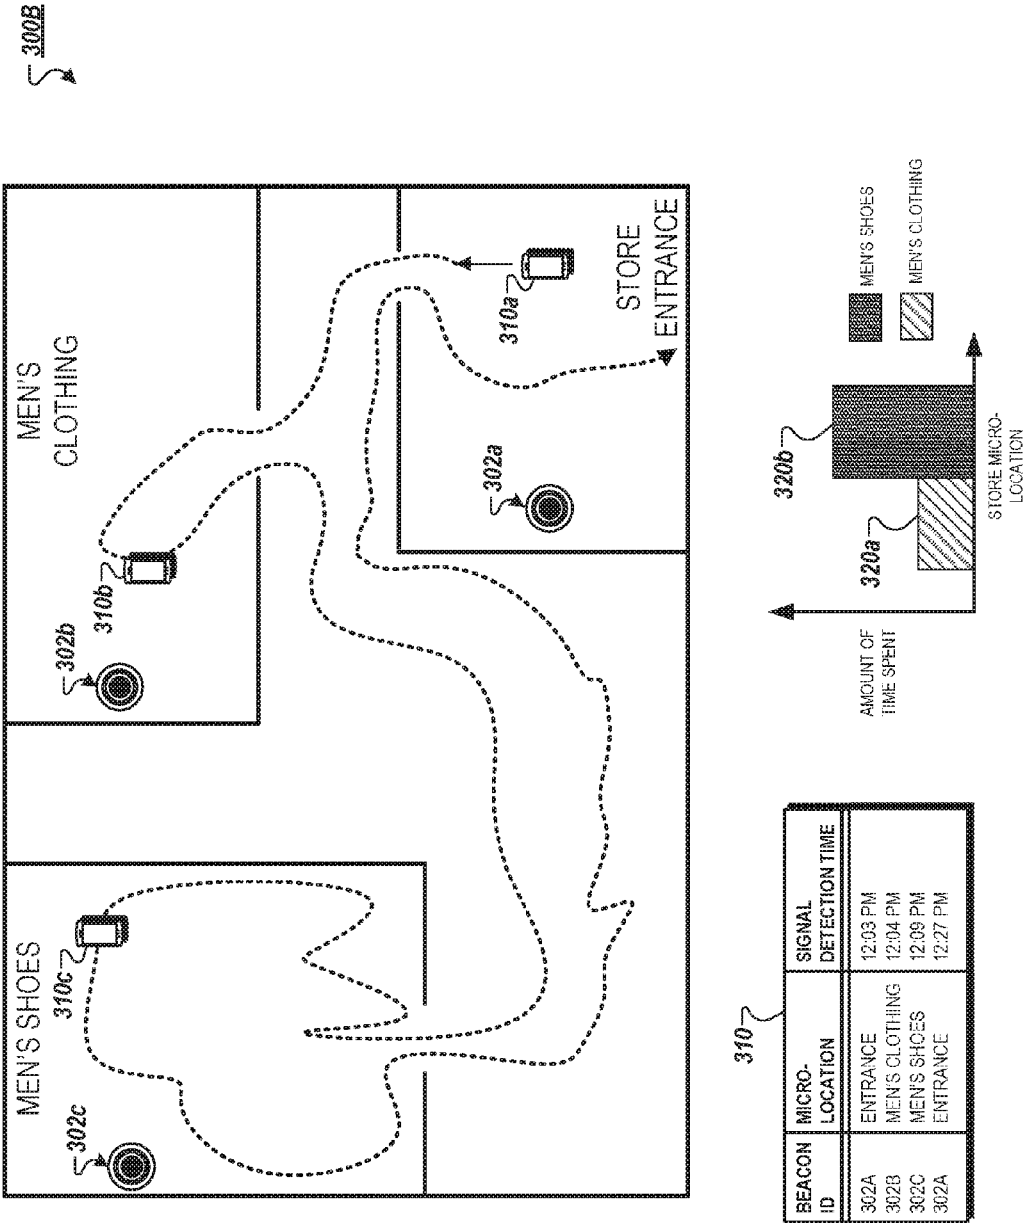 300B
MEN'S SHOES
302c
310c
MEN'S
CLOTHING
302b
310b
302a
310a
STORE
ENTRANCE
310
BEACON ID MICRO-LOCATION SIGNAL DETECTION TIME
302A ENTRANCE 12:03 PM
302B MEN'S CLOTHING 12:04 PM
302C MEN'S SHOES 12:09 PM
302A ENTRANCE 12:27 PM
AMOUNT OF
TIME SPENT
320a
320b
STORE MICRO-
LOCATION
MEN'S SHOES
MEN'S CLOTHING